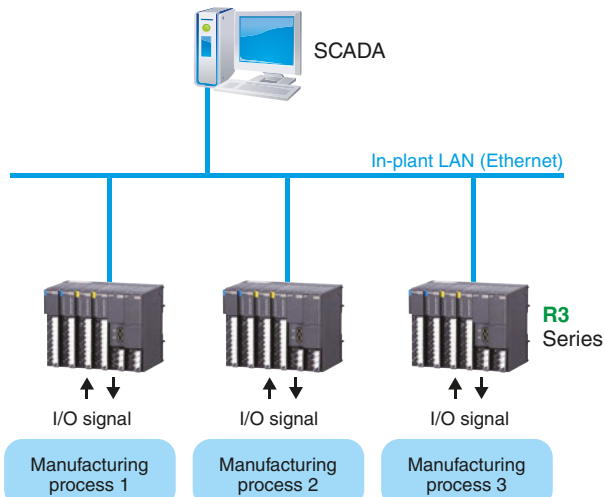 SCADA
In-plant LAN (Ethernet)
R3
Series
I/O signal
I/O signal
I/O signal
Manufacturing
process 1
Manufacturing
process 2
Manufacturing
process 3